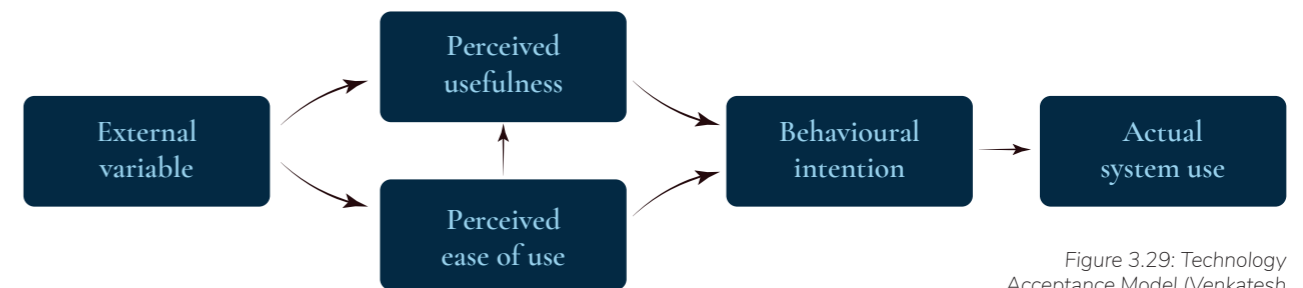 Perceived
usefulness
External
variable
Behavioural
intention
Actual
system use
Perceived
ease of use
Figure 3.29: Technology
Acceptance Model (Venkatesh